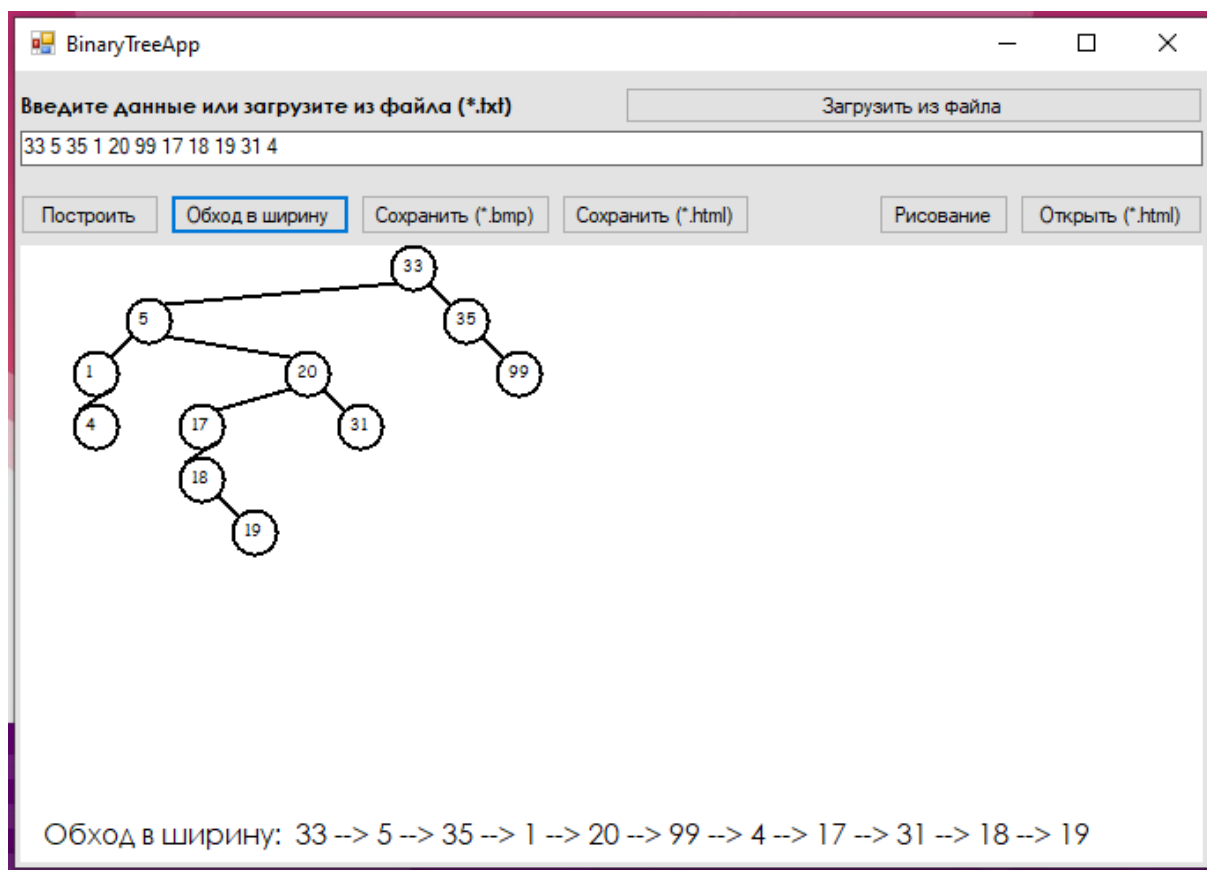 BinaryTreeApp
Введите данные или загрузите из файла (*.txt) Загрузить из файла
33 5 35 1 20 99 17 18 19 31 4
Построить Обход в ширину Сохранить (*.bmp) Сохранить (*.html) Рисование Открыть (*.html)
33
5 35
1 20 99
4 17 31
18
19
Обход в ширину: 33 --> 5 --> 35 --> 1 --> 20 --> 99 --> 4 --> 17 --> 31 --> 18 --> 19